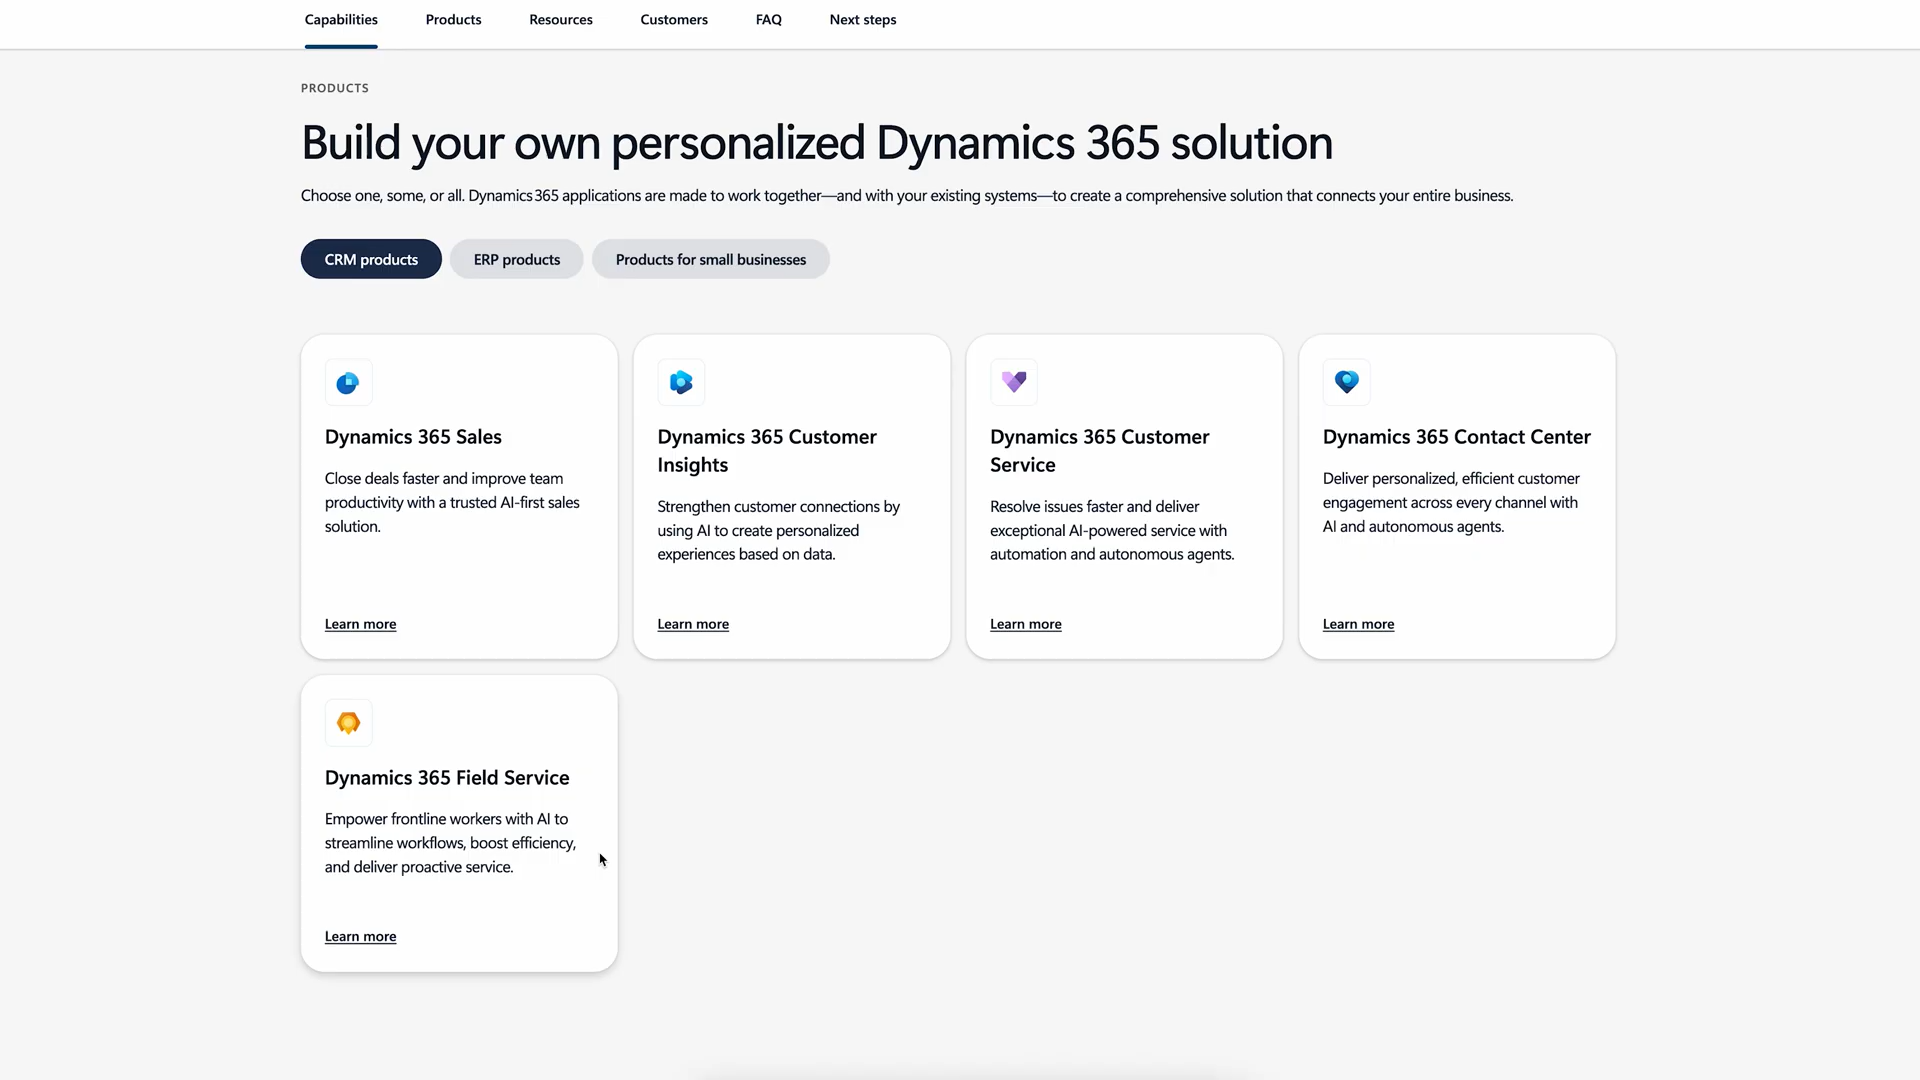 Capabilities
Products
Resources
Customers
FAQ
Next steps
PRODUCTS
Build your own personalized Dynamics 365 solution
Choose one, some, or all. Dynamics 365 applications are made to work together—and with your existing systems—to create a comprehensive solution that connects your entire business.
CRM products
ERP products
Products for small businesses
Dynamics 365 Sales
Close deals faster and improve team
productivity with a trusted AI-first sales
solution.
Learn more
Dynamics 365 Customer
Insights
Strengthen customer connections by
using AI to create personalized
experiences based on data.
Learn more
Dynamics 365 Customer
Service
Resolve issues faster and deliver
exceptional AI-powered service with
automation and autonomous agents.
Learn more
Dynamics 365 Contact Center
Deliver personalized, efficient customer
engagement across every channel with
AI and autonomous agents.
Learn more
Dynamics 365 Field Service
Empower frontline workers with AI to
streamline workflows, boost efficiency,
and deliver proactive service.
Learn more